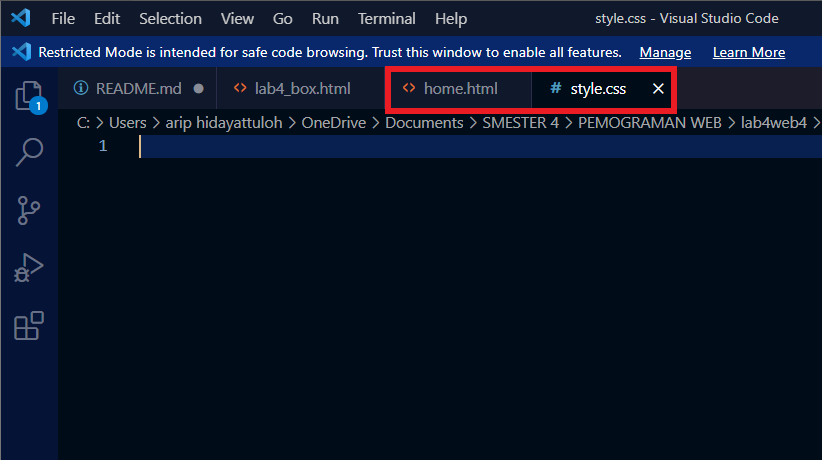 File Edit Selection View Go Run Terminal Help style.css - Visual Studio Code
Restricted Mode is intended for safe code browsing. Trust this window to enable all features. Manage Learn More
README.md lab4_box.html home.html style.css
1
C: > Users > arip hidayattuloh > OneDrive > Documents > SMESTER 4 > PEMOGRAMAN WEB > lab4web4 >
1